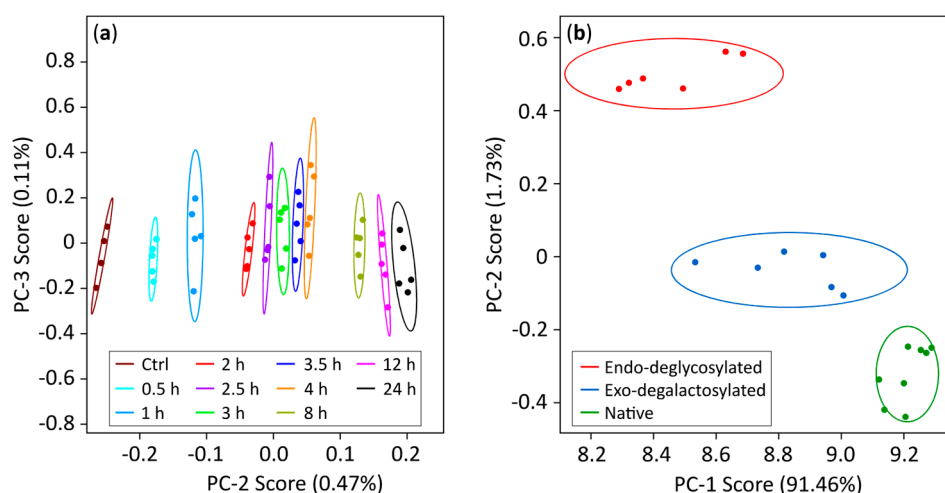 (a)
PC-3 Score (0.11%)
0.8
0.4
0.2
0
-0.2
-0.4
-0.6
-0.8
Ctrl
2 h
3.5 h
12 h
0.5 h
2.5 h
4 h
24 h
1 h
3 h
8 h
-0.2
-0.1
0.0
0.1
0.2
PC-2 Score (0.47%)
(b)
PC-2 Score (1.73%)
0.6
0.4
0.2
0
-0.2
-0.4
Endo-deglycosylated
Exo-degalactosylated
Native
8.2
8.4
8.6
8.8
9.0
9.2
PC-1 Score (91.46%)